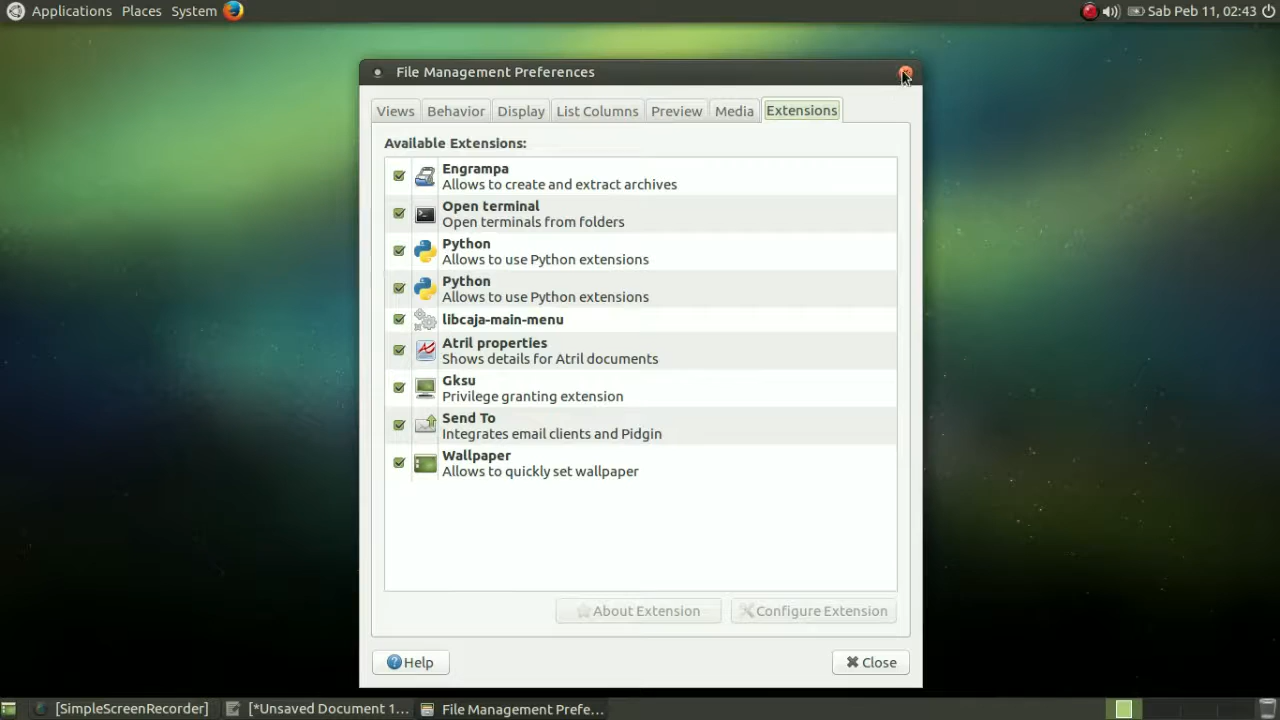 Applications Places System
Sab Peb 11, 02:43
File Management Preferences
Views Behavior Display List Columns Preview Media Extensions
Available Extensions:
Engrampa
Allows to create and extract archives
Open terminal
Open terminals from folders
Python
Allows to use Python extensions
Python
Allows to use Python extensions
libcaja-main-menu
Atril properties
Shows details for Atril documents
Gksu
Privilege granting extension
Send To
Integrates email clients and Pidgin
Wallpaper
Allows to quickly set wallpaper
About Extension Configure Extension
Help Close
[SimpleScreenRecorder] [*Unsaved Document 1... File Management Prefe...